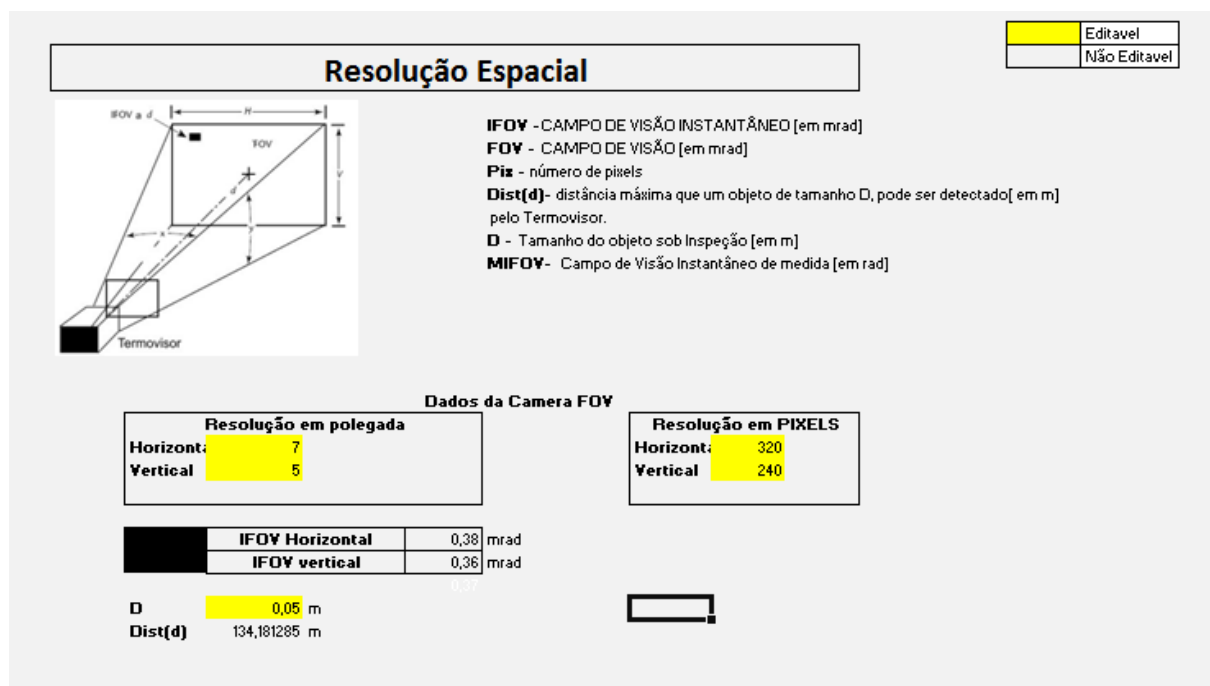 Editavel
Não Editavel
Resolução Espacial
IFOV a d
H
FOV
V
d
x
y
Termovisor
IFOV -CAMPO DE VISÃO INSTANTÂNEO [em mrad]
FOV - CAMPO DE VISÃO [em mrad]
Pix - número de pixels
Dist(d)- distância máxima que um objeto de tamanho D, pode ser detectado[ em m]
pelo Termovisor.
D - Tamanho do objeto sob Inspeção [em m]
MIFOV- Campo de Visão Instantâneo de medida [em rad]
Dados da Camera FOV
Resolução em polegada
Horizonta 7
Vertical 5
Resolução em PIXELS
Horizonta 320
Vertical 240
IFOV Horizontal 0,38 mrad
IFOV vertical 0,36 mrad
0,37
D 0,05 m
Dist(d) 134,181285 m